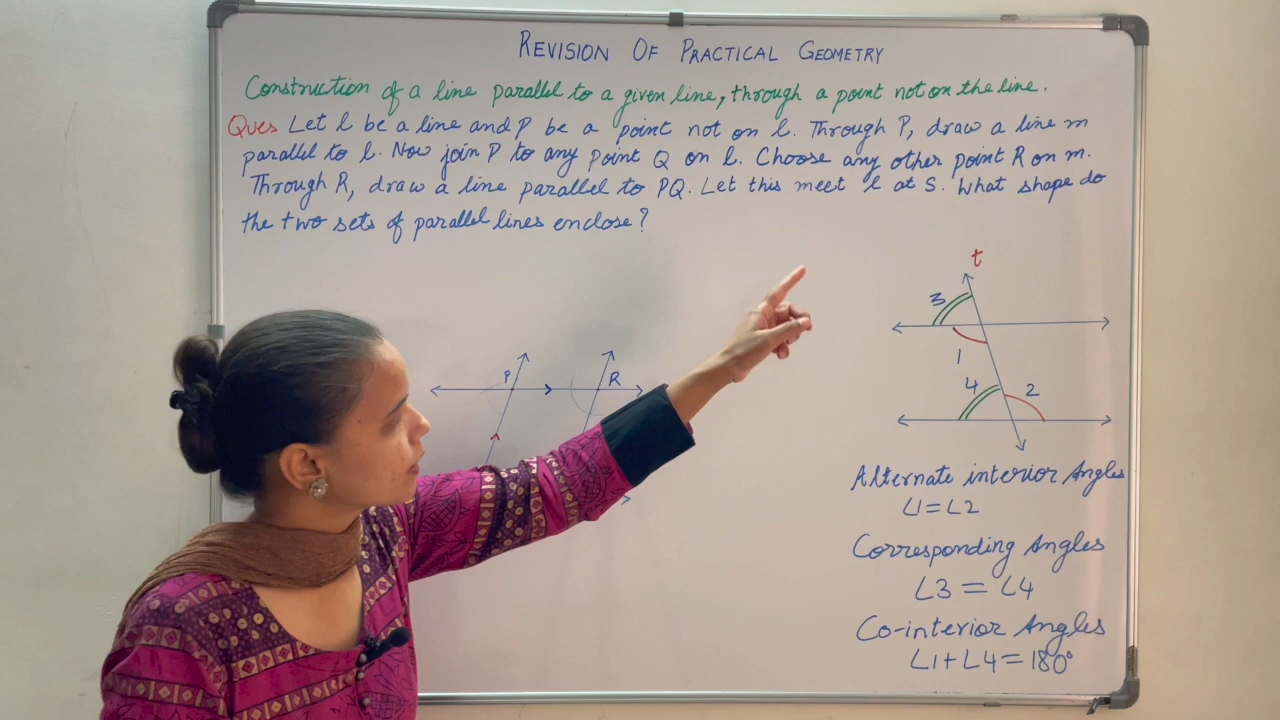 REVISION OF PRACTICAL GEOMETRY
Construction of a line parallel to a given line, through a point not on the line.
Ques Let l be a line and P be a point not on l. Through P, draw a line m
parallel to l. Now join P to any point Q on l. Choose any other point R on m.
Through R, draw a line parallel to PQ. Let this meet l at S. What shape do
the two sets of parallel lines enclose?
t
3
1
P
R
4
2
Alternate interior Angles
∠1=∠2
Corresponding Angles
∠3=∠4
Co-interior Angles
∠1+∠4=180°